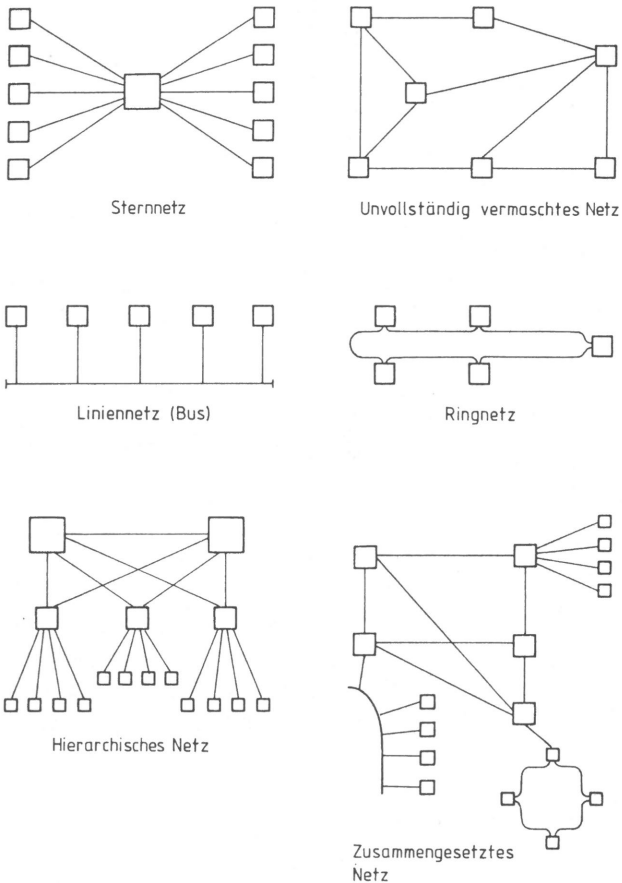 Sternnetz
Unvollständig vermaschtes Netz
Liniennetz (Bus)
Ringnetz
Hierarchisches Netz
Zusammengesetztes
Netz